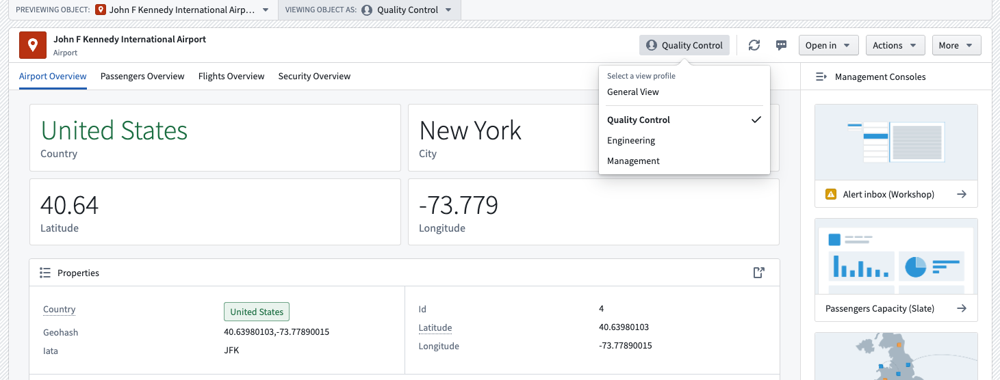 PREVIEWING OBJECT: John F Kennedy International Airp... VIEWING OBJECT AS: Quality Control
John F Kennedy International Airport
Airport
Quality Control Open in Actions More
Airport Overview Passengers Overview Flights Overview Security Overview
Select a view profile
General View
Quality Control
Engineering
Management
Management Consoles
United States
Country
New York
City
40.64
Latitude
-73.779
Longitude
Alert inbox (Workshop)
Passengers Capacity (Slate)
Properties
Country United States
Geohash 40.63980103,-73.77890015
Iata JFK
Id 4
Latitude 40.63980103
Longitude -73.77890015